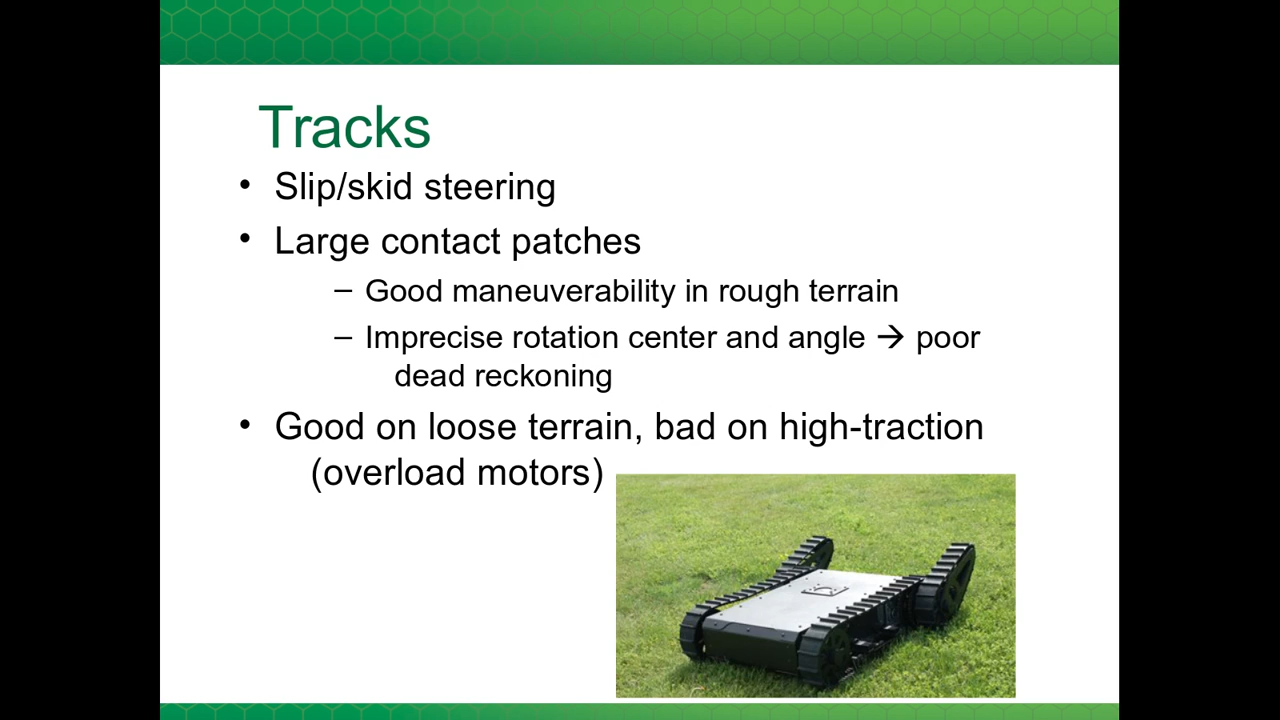 Tracks
• Slip/skid steering
• Large contact patches
– Good maneuverability in rough terrain
– Imprecise rotation center and angle → poor
dead reckoning
• Good on loose terrain, bad on high-traction
(overload motors)